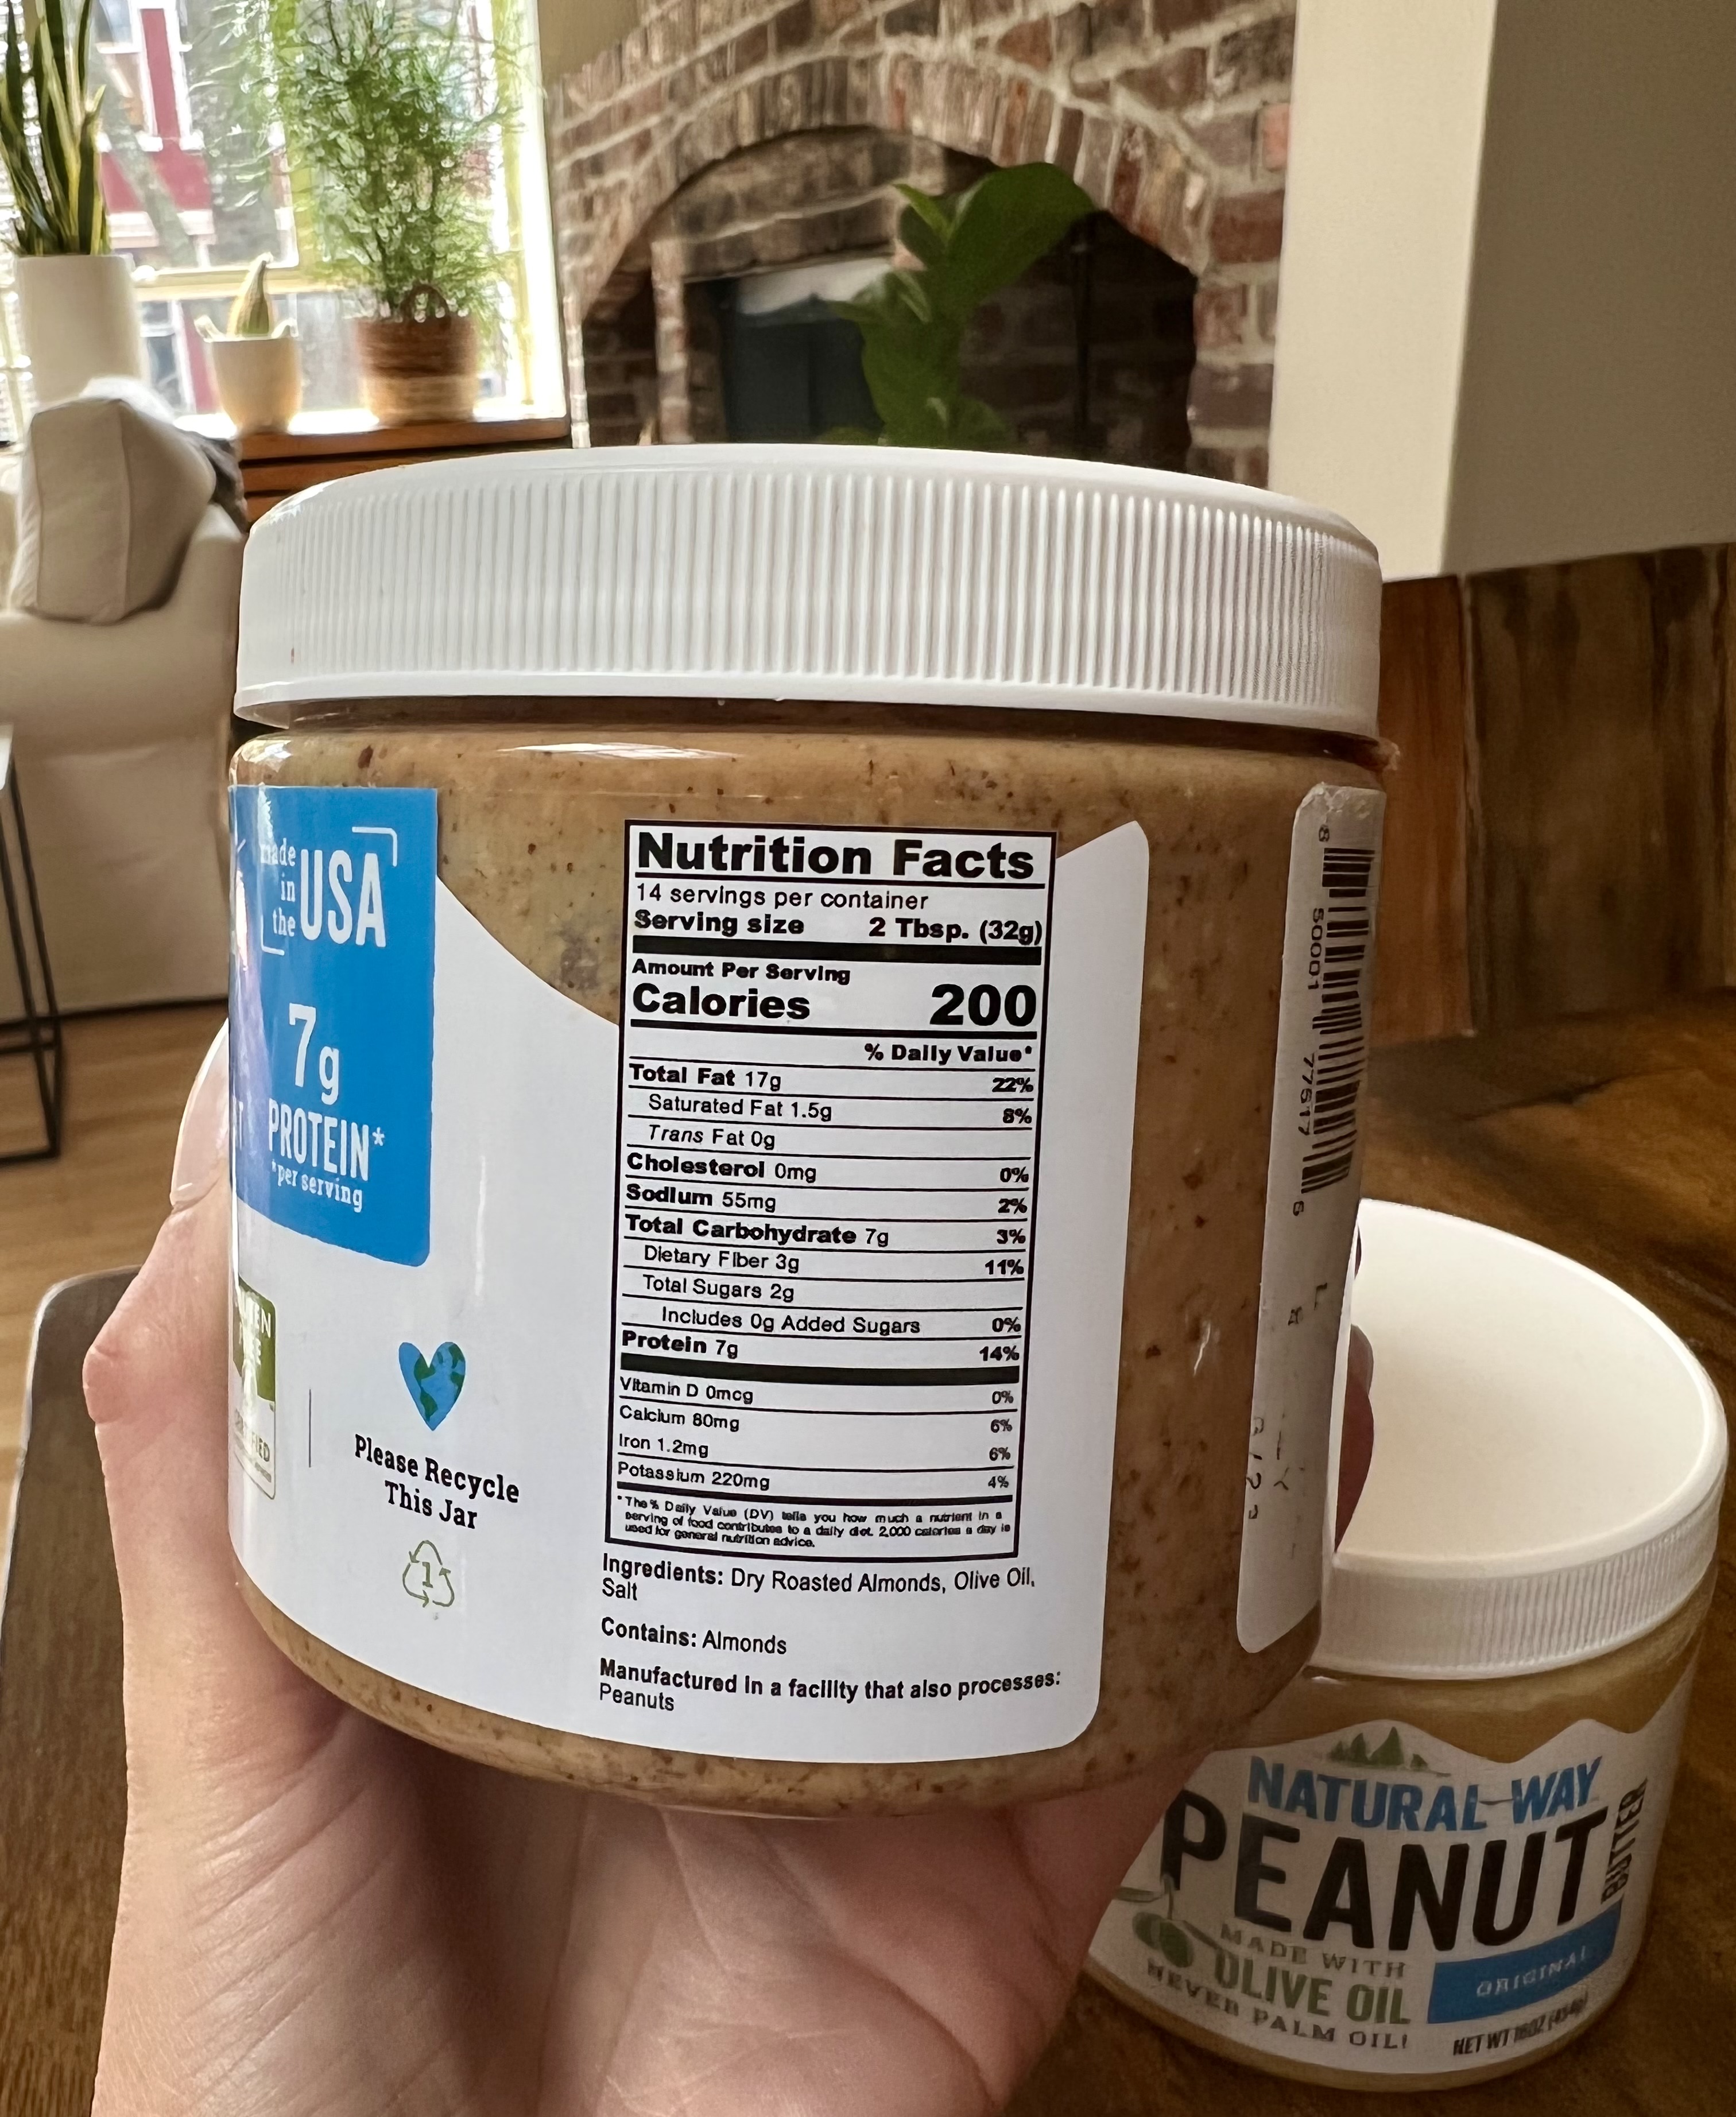 made
in
the
USA
7g
PROTEIN*
*per serving
Please Recycle
This Jar
1
Nutrition Facts
14 servings per container
Serving size 2 Tbsp. (32g)
Amount Per Serving
Calories 200
% Daily Value*
Total Fat 17g 22%
Saturated Fat 1.5g 8%
Trans Fat 0g
Cholesterol 0mg 0%
Sodium 55mg 2%
Total Carbohydrate 7g 3%
Dietary Fiber 3g 11%
Total Sugars 2g
Includes 0g Added Sugars 0%
Protein 7g 14%
Vitamin D 0mcg 0%
Calcium 80mg 6%
Iron 1.2mg 6%
Potassium 220mg 4%
*The % Daily Value (DV) tells you how much a nutrient in a
serving of food contributes to a daily diet. 2,000 calories a day is
used for general nutrition advice.
Ingredients: Dry Roasted Almonds, Olive Oil,
Salt
Contains: Almonds
Manufactured in a facility that also processes:
Peanuts
8 50001 77517 6
NATURAL WAY
PEANUT
BUTTER
MADE WITH
OLIVE OIL
NEVER PALM OIL!
ORIGINAL
NET WT 16OZ (454g)